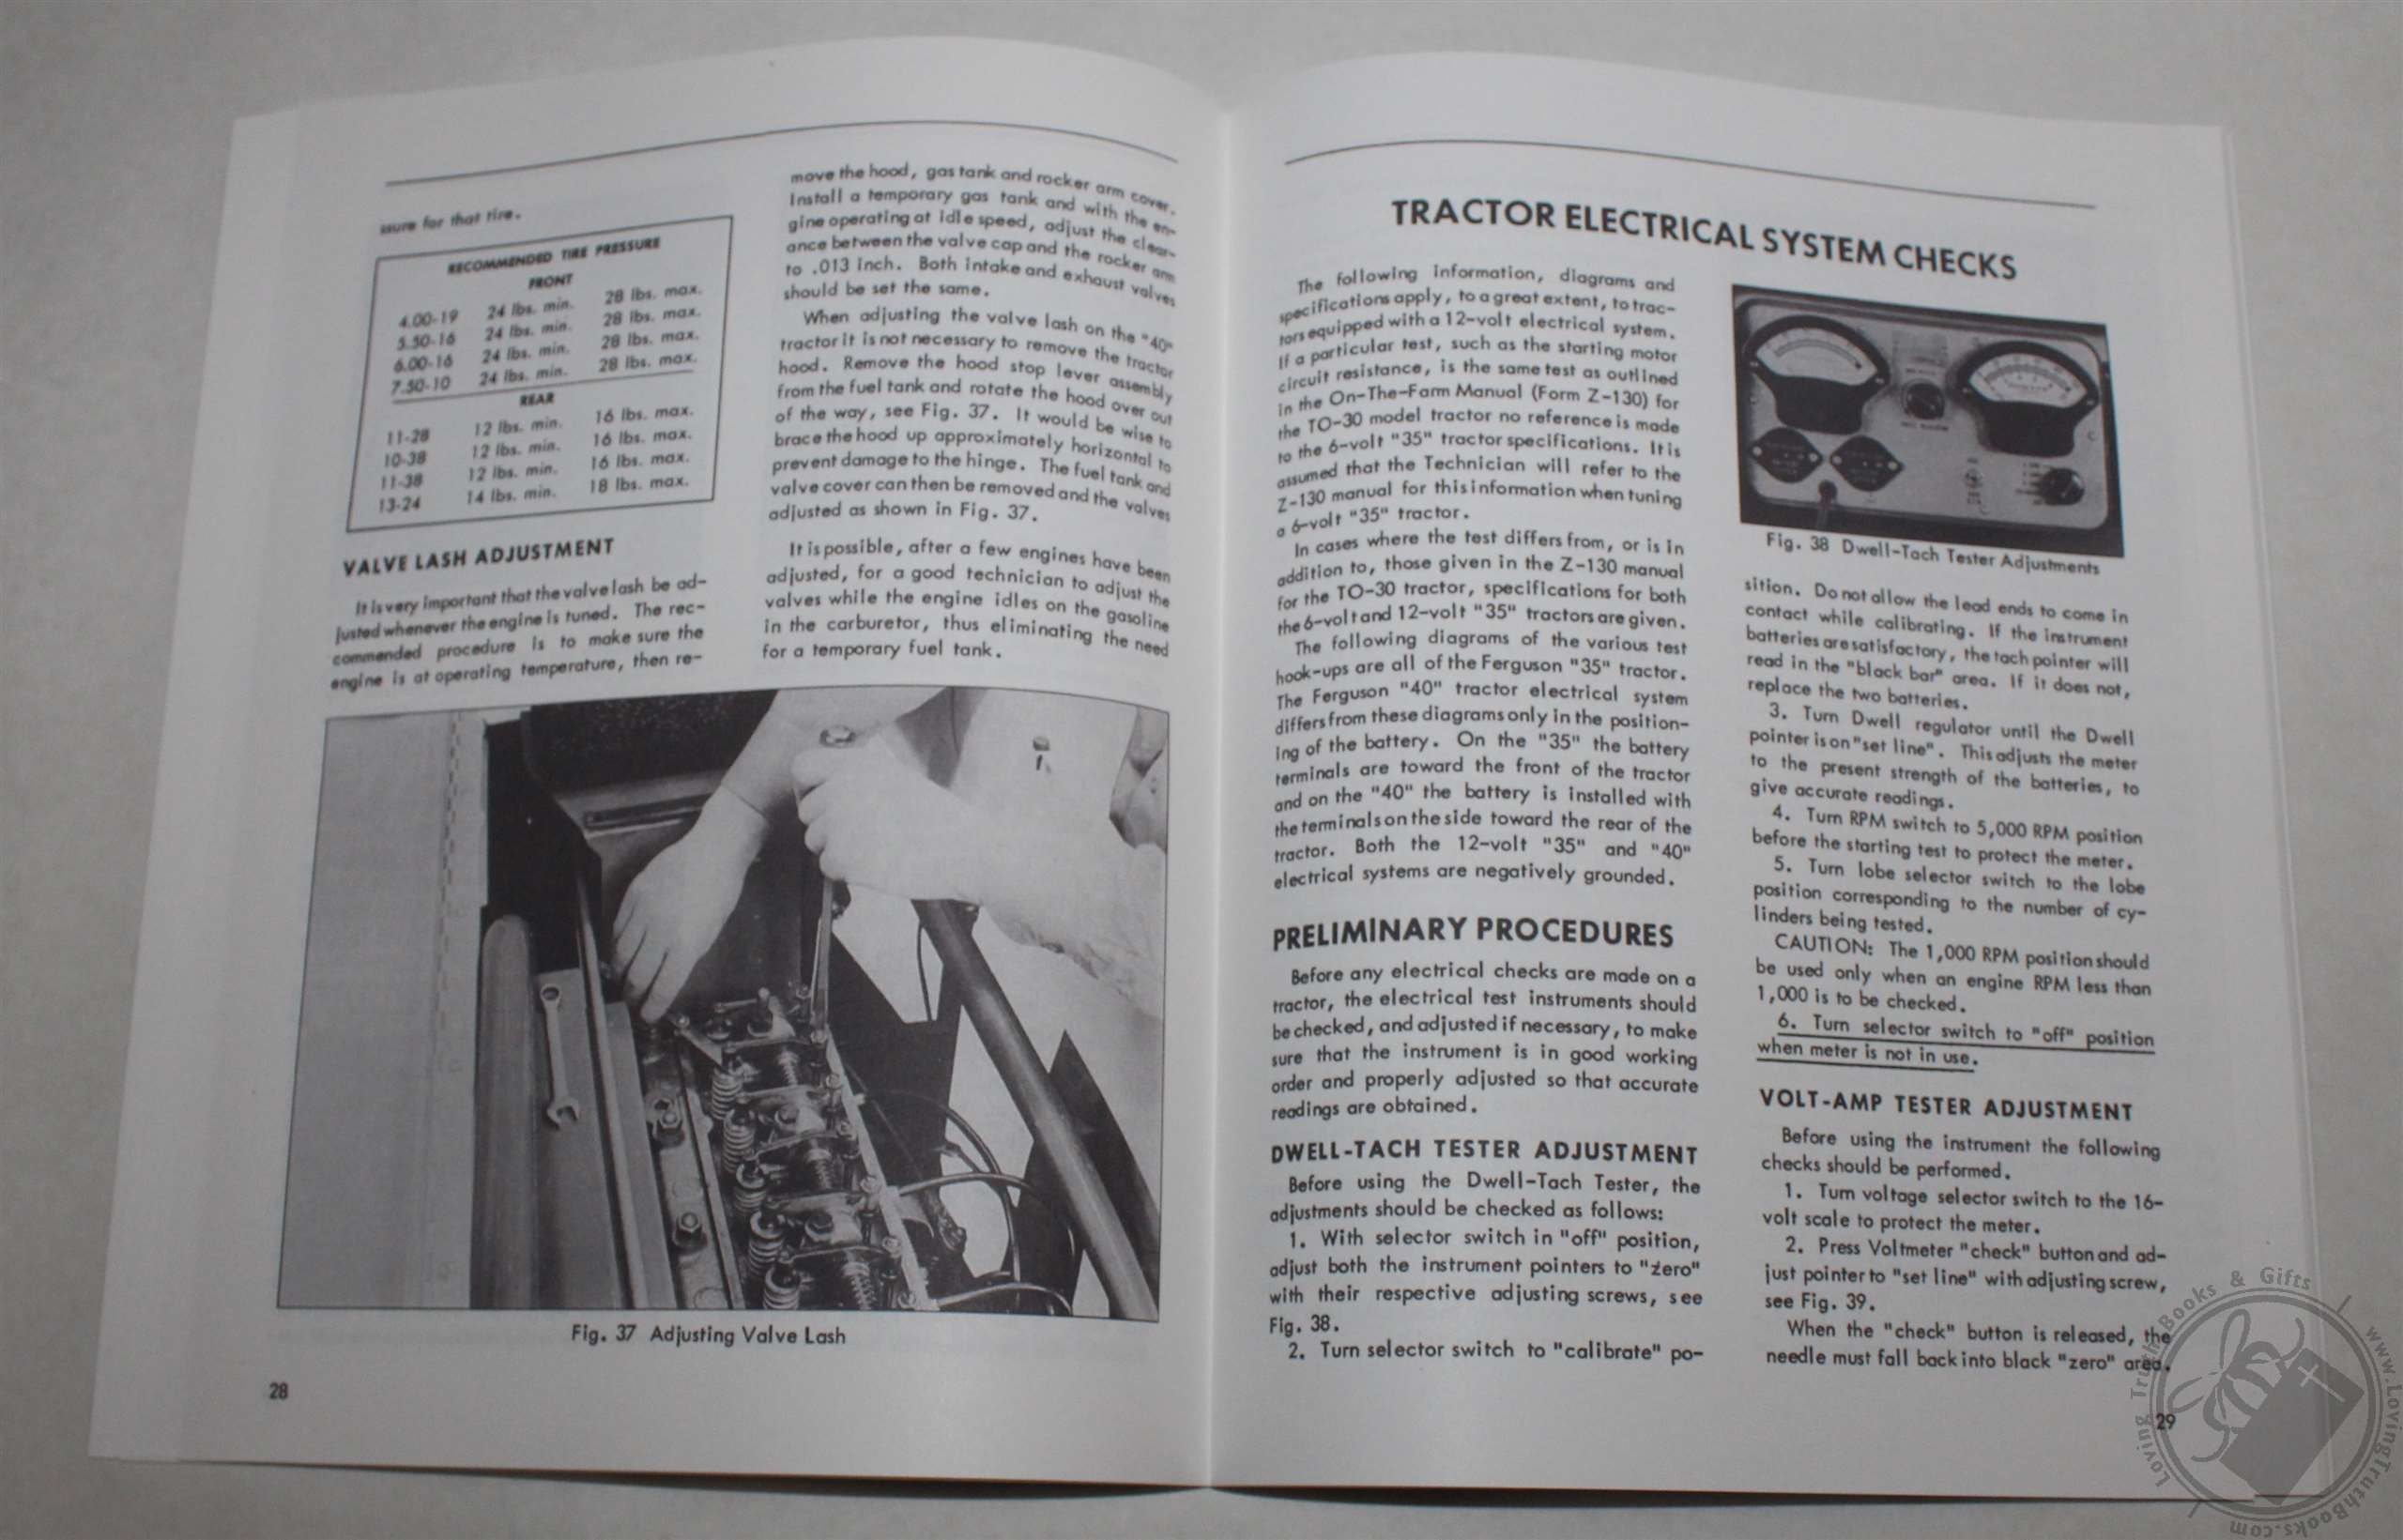 ssure for that tire.
RECOMMENDED TIRE PRESSURE
FRONT
4.00-19 24 lbs. min. 28 lbs. max.
5.50-16 24 lbs. min. 28 lbs. max.
6.00-16 24 lbs. min. 28 lbs. max.
7.50-10 24 lbs. min. 28 lbs. max.
REAR
11-28 12 lbs. min. 16 lbs. max.
10-38 12 lbs. min. 16 lbs. max.
11-38 12 lbs. min. 16 lbs. max.
13-24 14 lbs. min. 18 lbs. max.
VALVE LASH ADJUSTMENT
It is very important that the valve lash be ad-
justed whenever the engine is tuned. The rec-
commended procedure is to make sure the
engine is at operating temperature, then re-
move the hood, gas tank and rocker arm cover.
Install a temporary gas tank and with the en-
gine operating at idle speed, adjust the clear-
ance between the valve cap and the rocker arm
to .013 inch. Both intake and exhaust valves
should be set the same.
When adjusting the valve lash on the "40"
tractor it is not necessary to remove the tractor
hood. Remove the hood stop lever assembly
from the fuel tank and rotate the hood over out
of the way, see Fig. 37. It would be wise to
brace the hood up approximately horizontal to
prevent damage to the hinge. The fuel tank and
valve cover can then be removed and the valves
adjusted as shown in Fig. 37.
It is possible, after a few engines have been
adjusted, for a good technician to adjust the
valves while the engine idles on the gasoline
in the carburetor, thus eliminating the need
for a temporary fuel tank.
Fig. 37 Adjusting Valve Lash
28
TRACTOR ELECTRICAL SYSTEM CHECKS
The following information, diagrams and
specifications apply, to a great extent, to trac-
tors equipped with a 12-volt electrical system.
If a particular test, such as the starting motor
circuit resistance, is the same test as outlined
in the On-The-Farm Manual (Form Z-130) for
the TO-30 model tractor no reference is made
to the 6-volt "35" tractor specifications. It is
assumed that the Technician will refer to the
Z-130 manual for this information when tuning
a 6-volt "35" tractor.
In cases where the test differs from, or is in
addition to, those given in the Z-130 manual
for the TO-30 tractor, specifications for both
the 6-volt and 12-volt "35" tractors are given.
The following diagrams of the various test
hook-ups are all of the Ferguson "35" tractor.
The Ferguson "40" tractor electrical system
differs from these diagrams only in the position-
ing of the battery. On the "35" the battery
terminals are toward the front of the tractor
and on the "40" the battery is installed with
the terminals on the side toward the rear of the
tractor. Both the 12-volt "35" and "40"
electrical systems are negatively grounded.
PRELIMINARY PROCEDURES
Before any electrical checks are made on a
tractor, the electrical test instruments should
be checked, and adjusted if necessary, to make
sure that the instrument is in good working
order and properly adjusted so that accurate
readings are obtained.
DWELL-TACH TESTER ADJUSTMENT
Before using the Dwell-Tach Tester, the
adjustments should be checked as follows:
1. With selector switch in "off" position,
adjust both the instrument pointers to "zero"
with their respective adjusting screws, see
Fig. 38.
2. Turn selector switch to "calibrate" po-
Fig. 38 Dwell-Tach Tester Adjustments
sition. Do not allow the lead ends to come in
contact while calibrating. If the instrument
batteries are satisfactory, the tach pointer will
read in the "black bar" area. If it does not,
replace the two batteries.
3. Turn Dwell regulator until the Dwell
pointer is on "set line". This adjusts the meter
to the present strength of the batteries, to
give accurate readings.
4. Turn RPM switch to 5,000 RPM position
before the starting test to protect the meter.
5. Turn lobe selector switch to the lobe
position corresponding to the number of cy-
linders being tested.
CAUTION: The 1,000 RPM position should
be used only when an engine RPM less than
1,000 is to be checked.
6. Turn selector switch to "off" position
when meter is not in use.
VOLT-AMP TESTER ADJUSTMENT
Before using the instrument the following
checks should be performed.
1. Turn voltage selector switch to the 16-
volt scale to protect the meter.
2. Press Voltmeter "check" button and ad-
just pointer to "set line" with adjusting screw,
see Fig. 39.
When the "check" button is released, the
needle must fall back into black "zero" area.
29
Loving Truth Books & Gifts
www.LovingTruthBooks.com